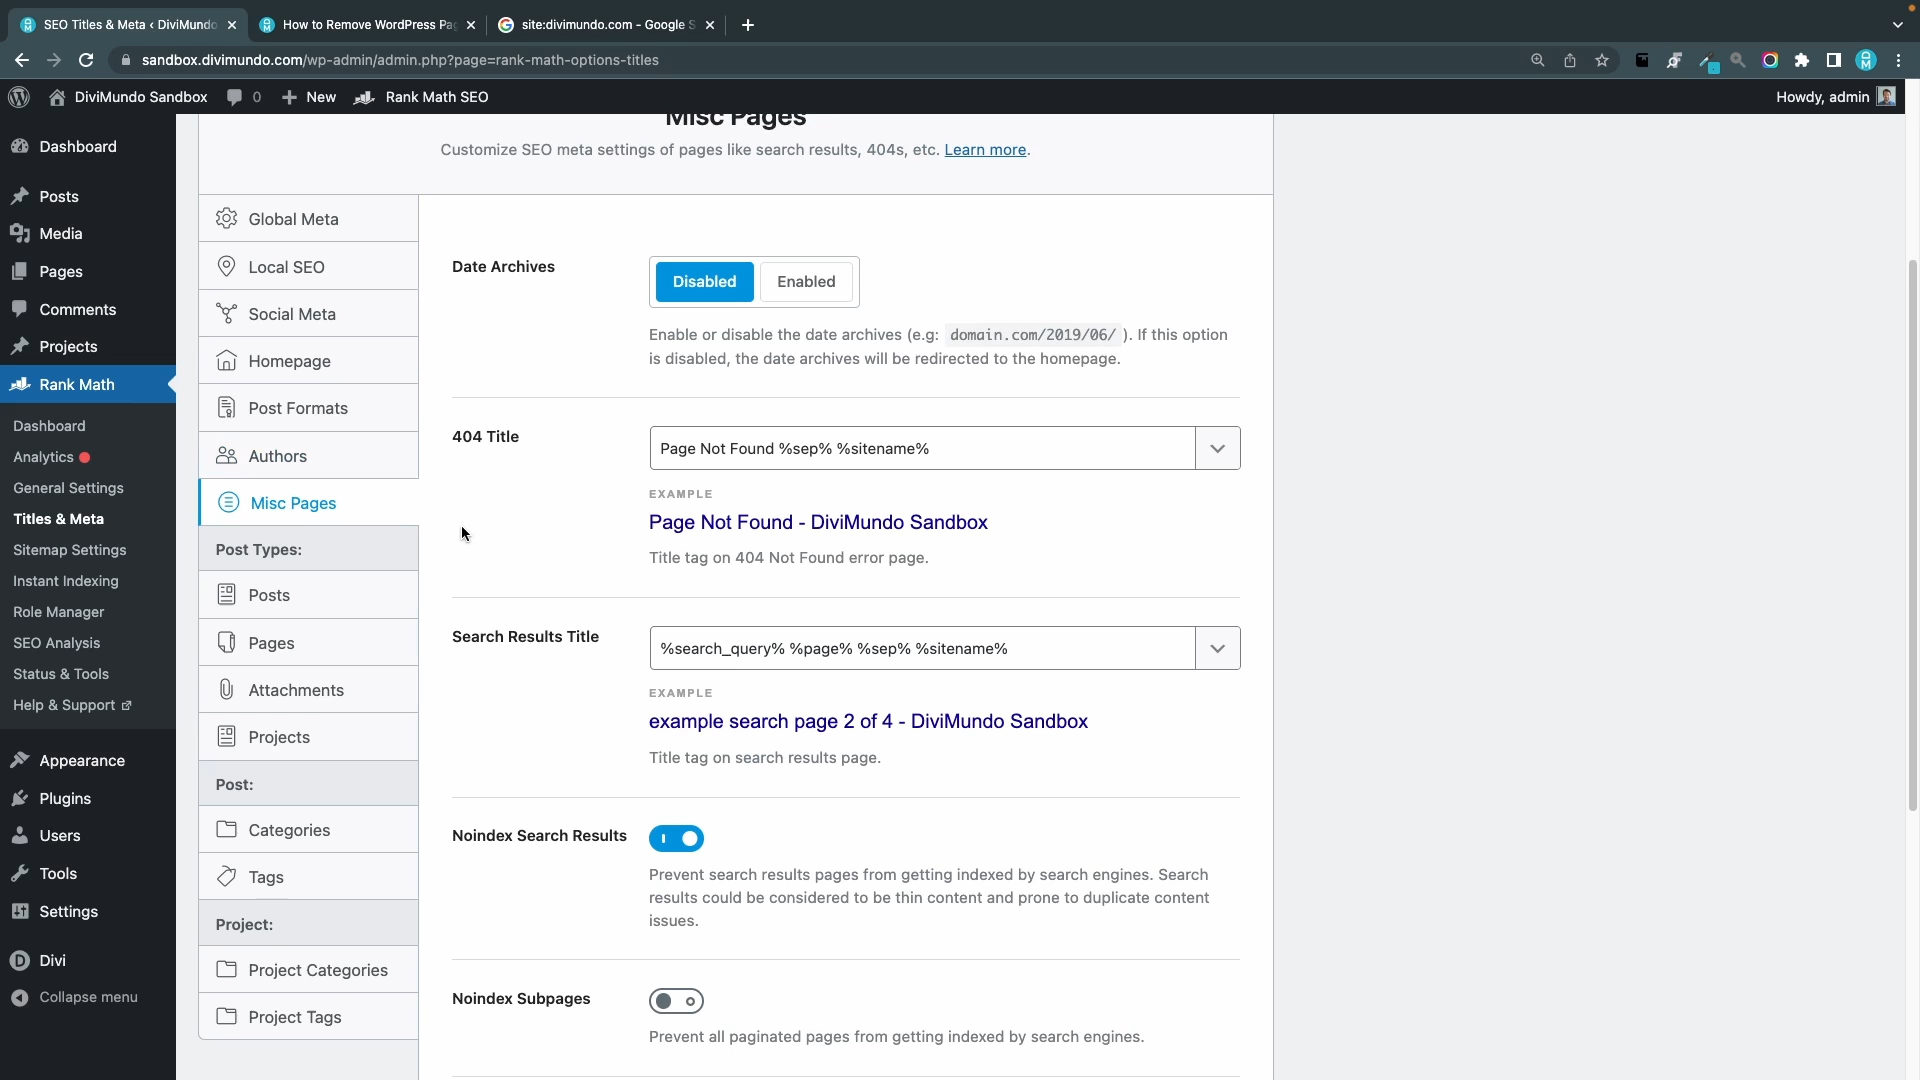 SEO Titles & Meta ‹ DiviMundo
How to Remove WordPress Pag
site:divimundo.com - Google S
sandbox.divimundo.com/wp-admin/admin.php?page=rank-math-options-titles
DiviMundo Sandbox
0
New
Rank Math SEO
Howdy, admin
Dashboard
Posts
Media
Pages
Comments
Projects
Rank Math
Dashboard
Analytics
General Settings
Titles & Meta
Sitemap Settings
Instant Indexing
Role Manager
SEO Analysis
Status & Tools
Help & Support
Appearance
Plugins
Users
Tools
Settings
Divi
Collapse menu
Misc Pages
Customize SEO meta settings of pages like search results, 404s, etc. Learn more.
Global Meta
Local SEO
Social Meta
Homepage
Post Formats
Authors
Misc Pages
Post Types:
Posts
Pages
Attachments
Projects
Post:
Categories
Tags
Project:
Project Categories
Project Tags
Date Archives
Disabled
Enabled
Enable or disable the date archives (e.g: domain.com/2019/06/ ). If this option
is disabled, the date archives will be redirected to the homepage.
404 Title
Page Not Found %sep% %sitename%
EXAMPLE
Page Not Found - DiviMundo Sandbox
Title tag on 404 Not Found error page.
Search Results Title
%search_query% %page% %sep% %sitename%
EXAMPLE
example search page 2 of 4 - DiviMundo Sandbox
Title tag on search results page.
Noindex Search Results
Prevent search results pages from getting indexed by search engines. Search
results could be considered to be thin content and prone to duplicate content
issues.
Noindex Subpages
Prevent all paginated pages from getting indexed by search engines.